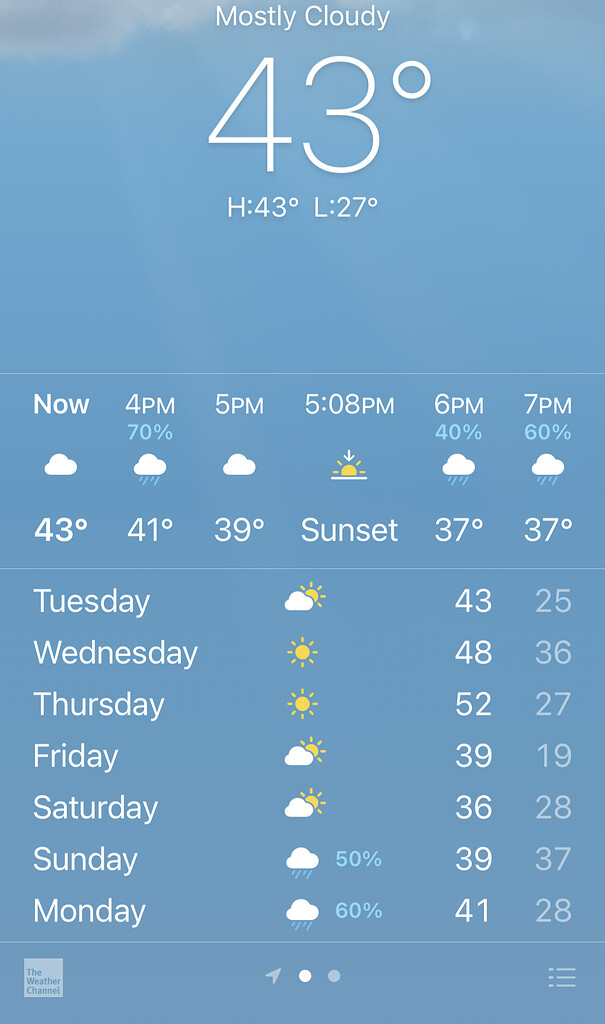 Mostly Cloudy
43°
H:43° L:27°
Now 4PM 5PM 5:08PM 6PM 7PM
70% 40% 60%
43° 41° 39° Sunset 37° 37°
Tuesday 43 25
Wednesday 48 36
Thursday 52 27
Friday 39 19
Saturday 36 28
Sunday 50% 39 37
Monday 60% 41 28
The
Weather
Channel